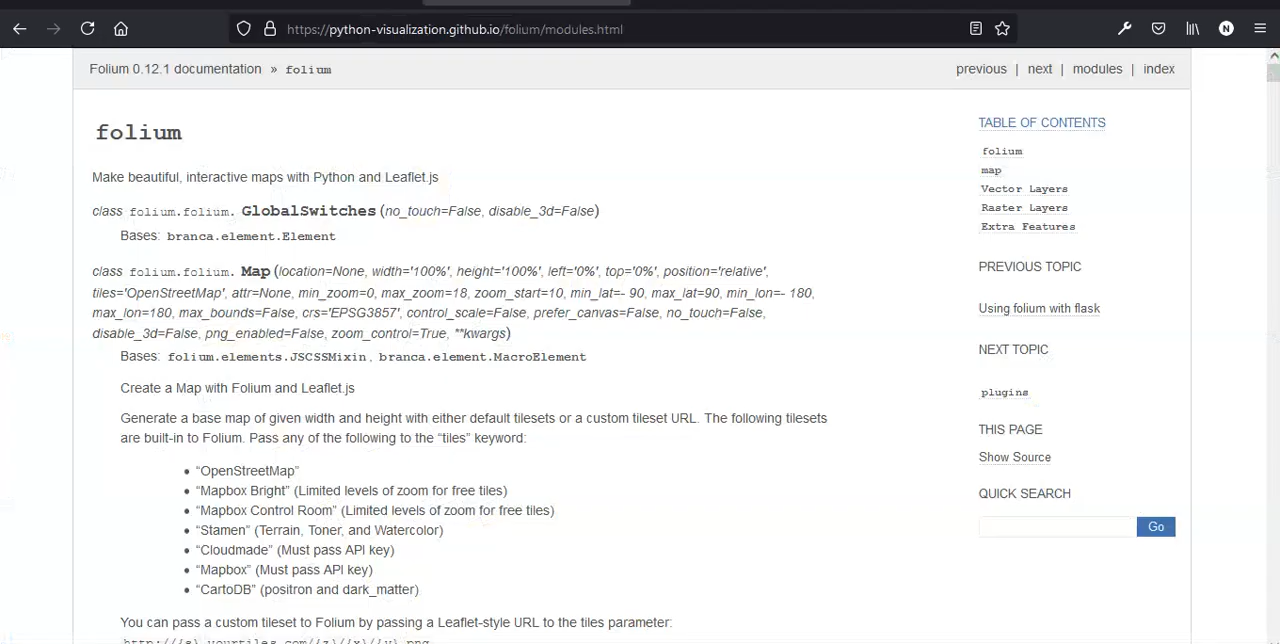 https://python-visualization.github.io/folium/modules.html
N
Folium 0.12.1 documentation » folium
previous | next | modules | index
folium
Make beautiful, interactive maps with Python and Leaflet.js
class folium.folium. GlobalSwitches (no_touch=False, disable_3d=False)
Bases: branca.element.Element
class folium.folium. Map (location=None, width='100%', height='100%', left='0%', top='0%', position='relative',
tiles='OpenStreetMap', attr=None, min_zoom=0, max_zoom=18, zoom_start=10, min_lat=- 90, max_lat=90, min_lon=- 180,
max_lon=180, max_bounds=False, crs='EPSG3857', control_scale=False, prefer_canvas=False, no_touch=False,
disable_3d=False, png_enabled=False, zoom_control=True, **kwargs)
Bases: folium.elements.JSCSSMixin, branca.element.MacroElement
Create a Map with Folium and Leaflet.js
Generate a base map of given width and height with either default tilesets or a custom tileset URL. The following tilesets
are built-in to Folium. Pass any of the following to the “tiles” keyword:
• “OpenStreetMap”
• “Mapbox Bright” (Limited levels of zoom for free tiles)
• “Mapbox Control Room” (Limited levels of zoom for free tiles)
• “Stamen” (Terrain, Toner, and Watercolor)
• “Cloudmade” (Must pass API key)
• “Mapbox” (Must pass API key)
• “CartoDB” (positron and dark_matter)
You can pass a custom tileset to Folium by passing a Leaflet-style URL to the tiles parameter:
http://{s}.yourtiles.com/{z}/{x}/{y}.png
TABLE OF CONTENTS
folium
map
Vector Layers
Raster Layers
Extra Features
PREVIOUS TOPIC
Using folium with flask
NEXT TOPIC
plugins
THIS PAGE
Show Source
QUICK SEARCH
Go